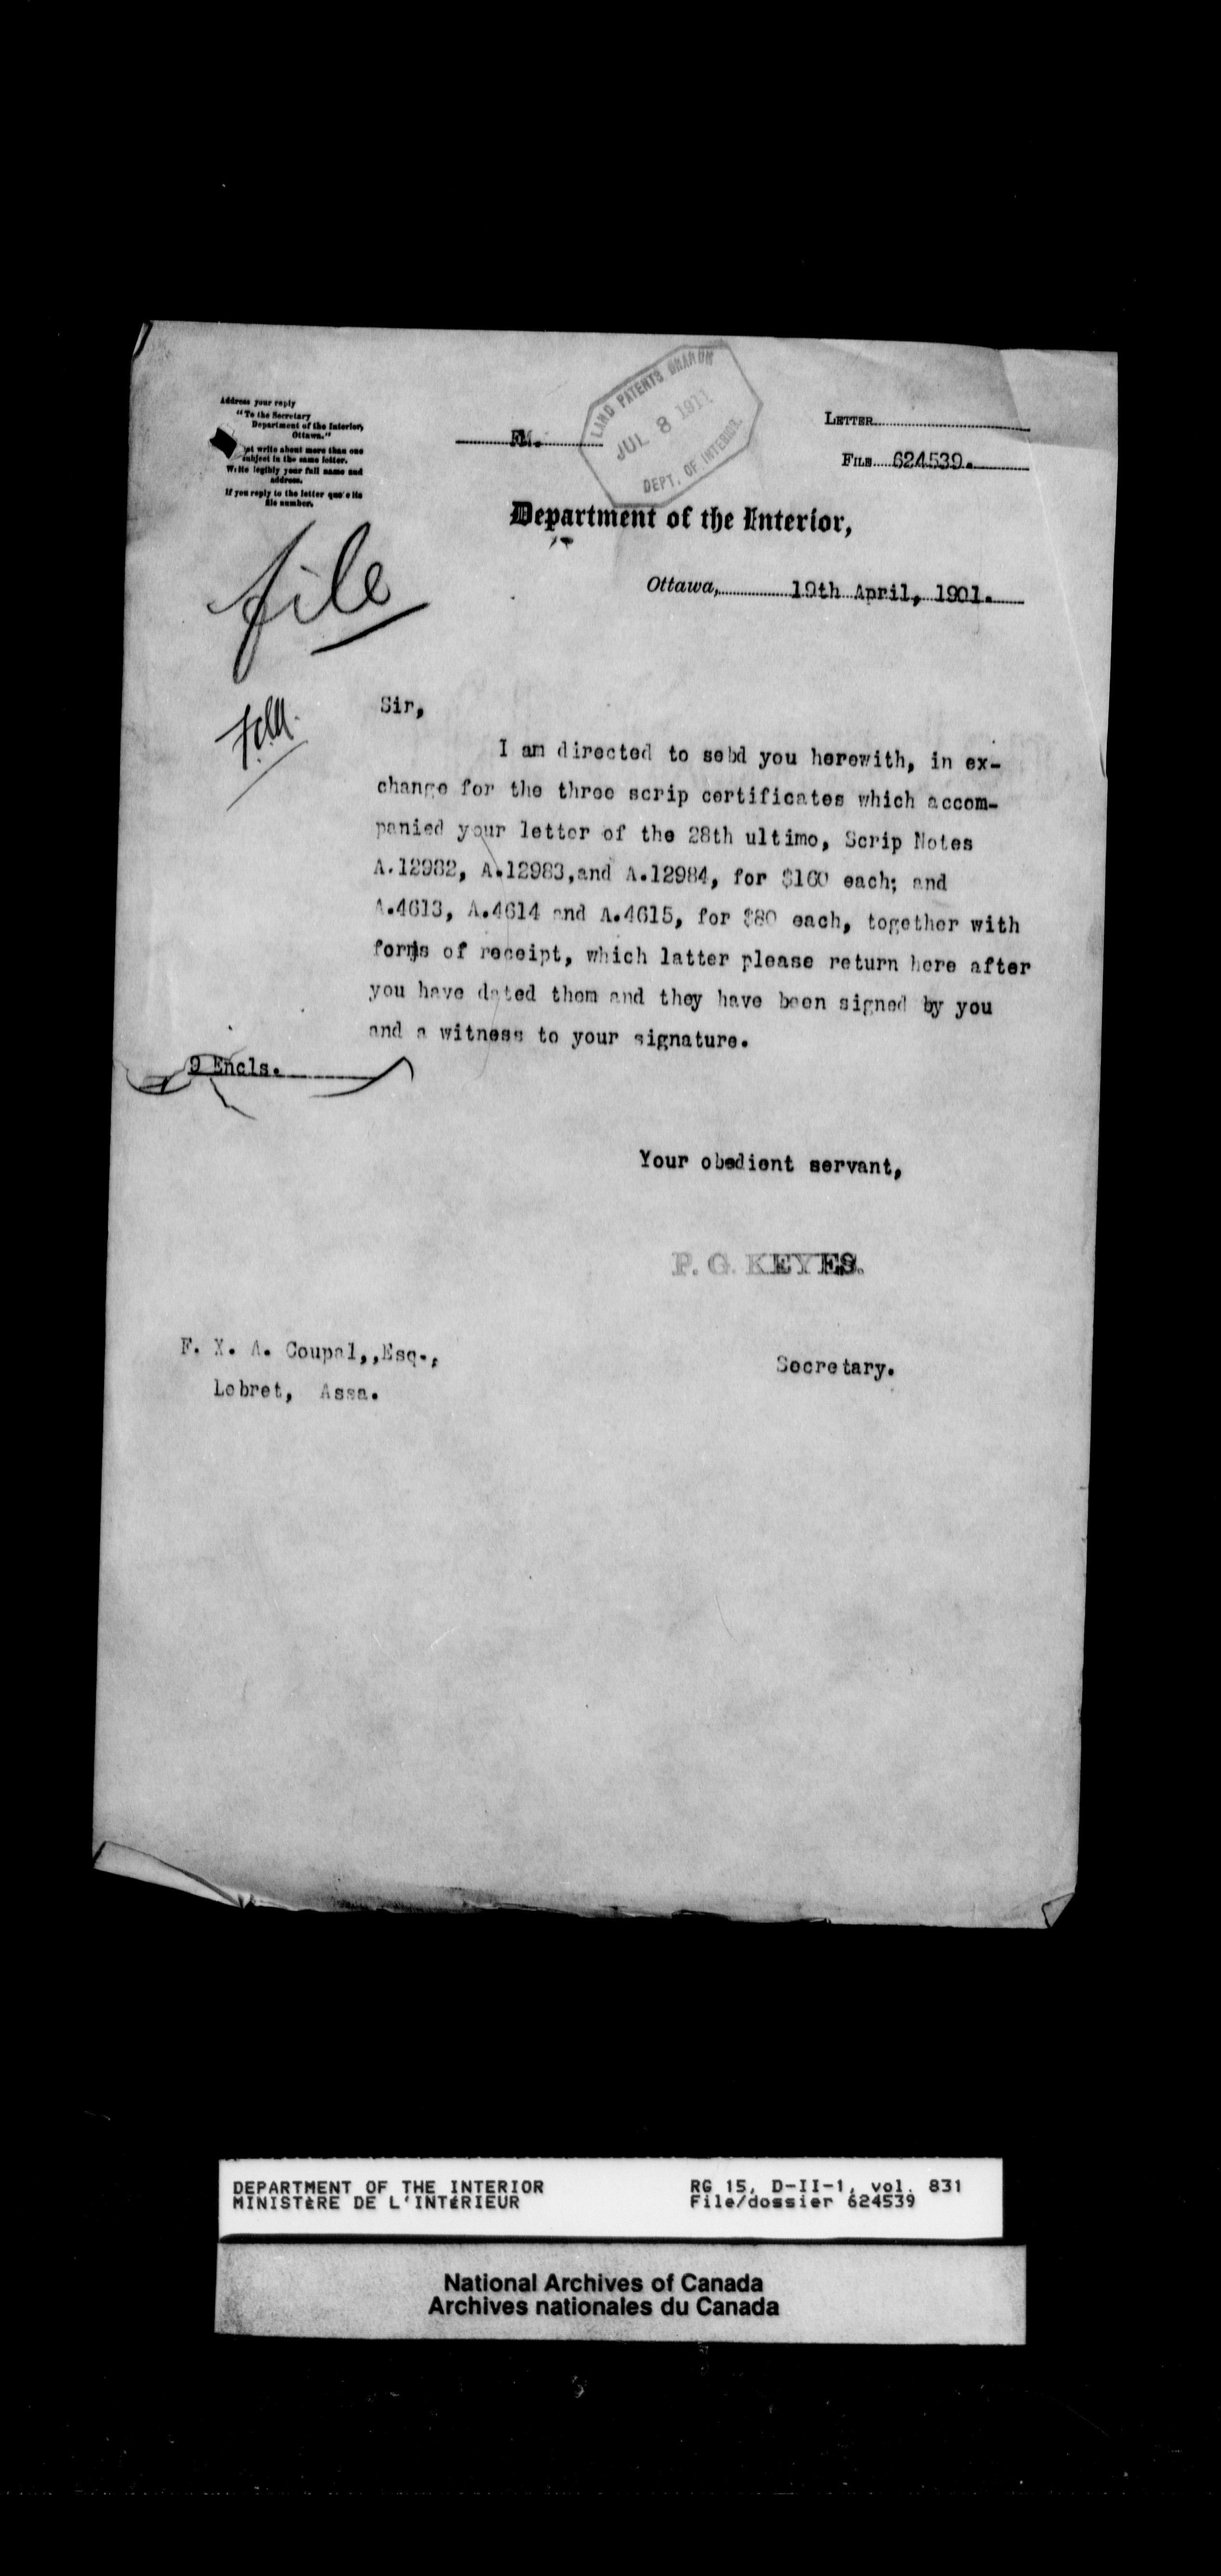 Address your reply
"To the Secretary
Department of the Interior,
Ottawa."
not write about more than one
subject in the same letter.
Write legibly your full name and
address.
If you reply to the letter quote its
file number.
LAND PATENTS BRANCH
JUL 8 1911
DEPT. OF INTERIOR.
LETTER
FILE 624539.
Department of the Interior,
Ottawa, 19th April, 1901.
file
Sir,
I am directed to sebd you herewith, in ex-
change for the three scrip certificates which accom-
panied your letter of the 28th ultimo, Scrip Notes
A.12982, A.12983,and A.12984, for $160 each; and
A.4613, A.4614 and A.4615, for $80 each, together with
forms of receipt, which latter please return here after
you have dated them and they have been signed by you
and a witness to your signature.
9 Encls.
Your obedient servant,
P. G. KEYES.
Secretary.
F. X. A. Coupal,,Esq.,
Lebret, Assa.
DEPARTMENT OF THE INTERIOR
MINISTÈRE DE L'INTÉRIEUR
RG 15, D-II-1, vol. 831
File/dossier 624539
National Archives of Canada
Archives nationales du Canada